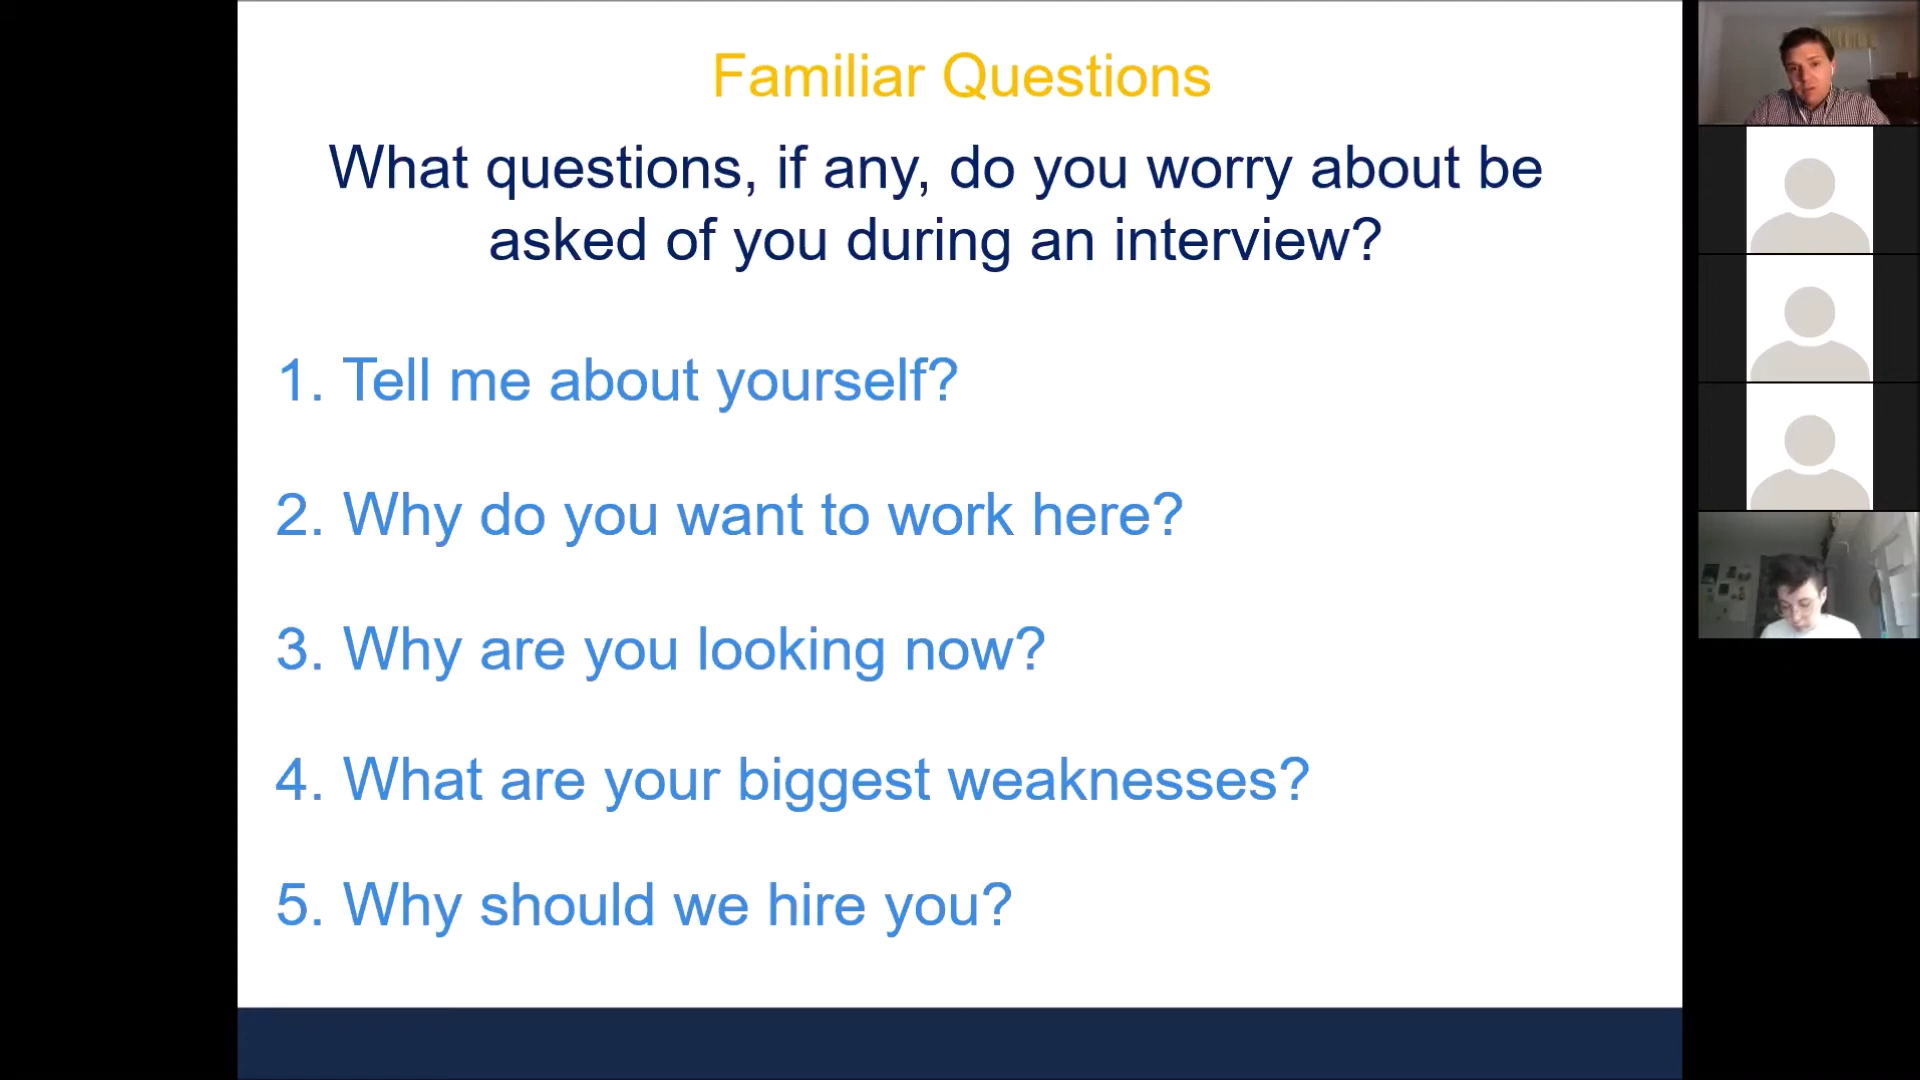 Familiar Questions
What questions, if any, do you worry about be
asked of you during an interview?
1. Tell me about yourself?
2. Why do you want to work here?
3. Why are you looking now?
4. What are your biggest weaknesses?
5. Why should we hire you?